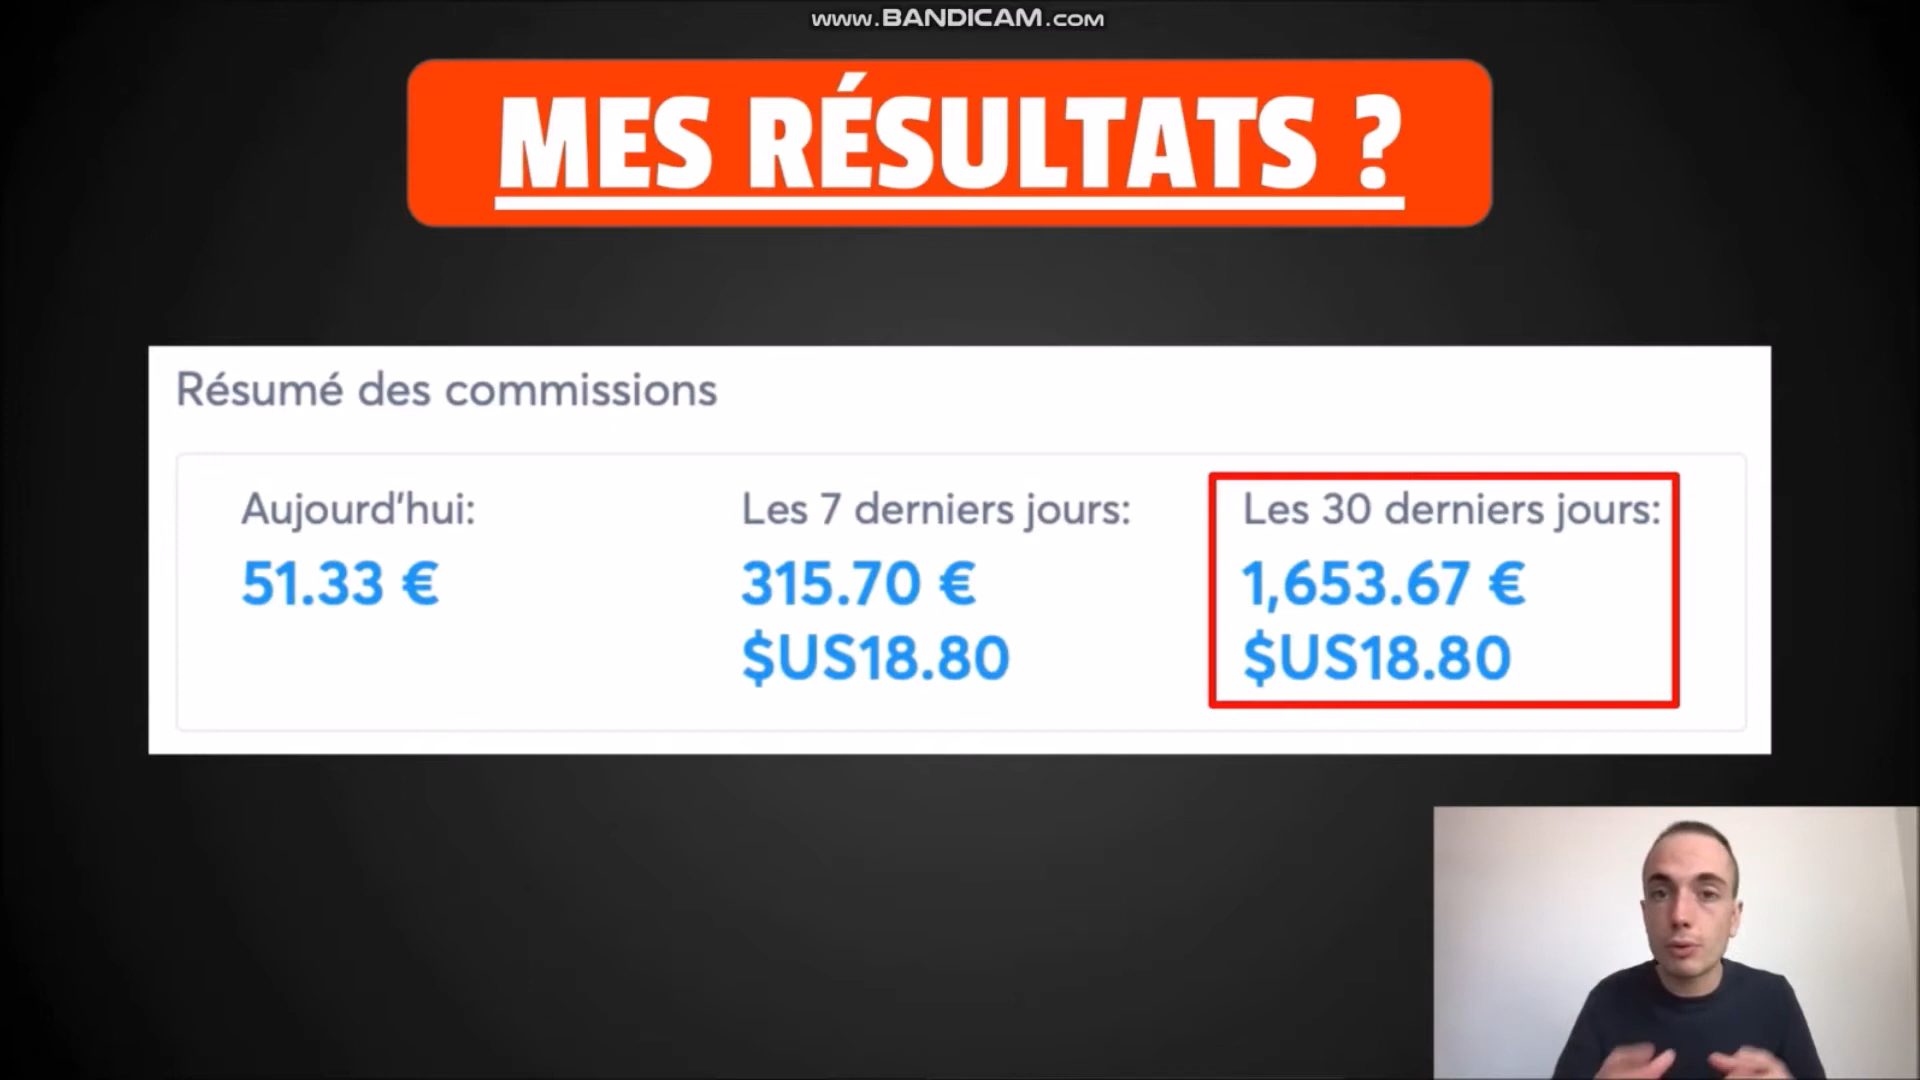 www.BANDICAM.com
MES RÉSULTATS ?
Résumé des commissions
Aujourd'hui:
51.33 €
Les 7 derniers jours:
315.70 €
$US18.80
Les 30 derniers jours:
1,653.67 €
$US18.80